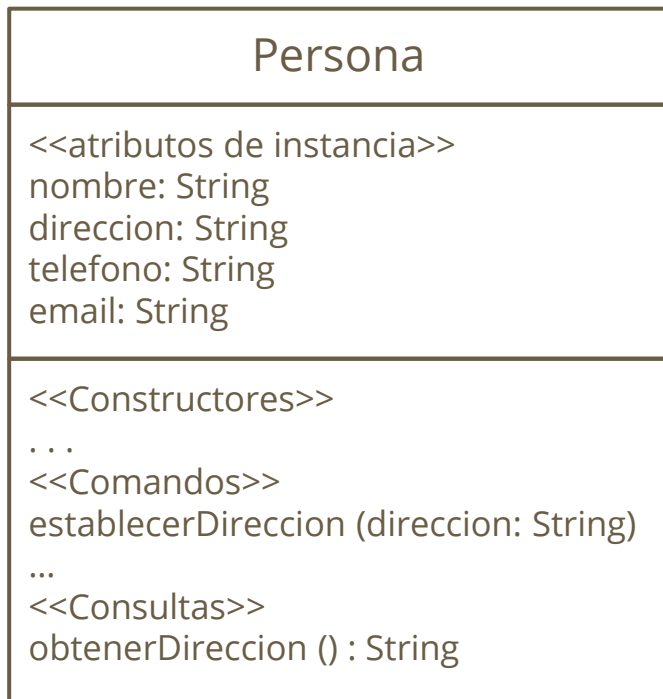 Persona
<<atributos de instancia>>
nombre: String
direccion: String
telefono: String
email: String
<<Constructores>>
. . .
<<Comandos>>
establecerDireccion (direccion: String)
...
<<Consultas>>
obtenerDireccion () : String